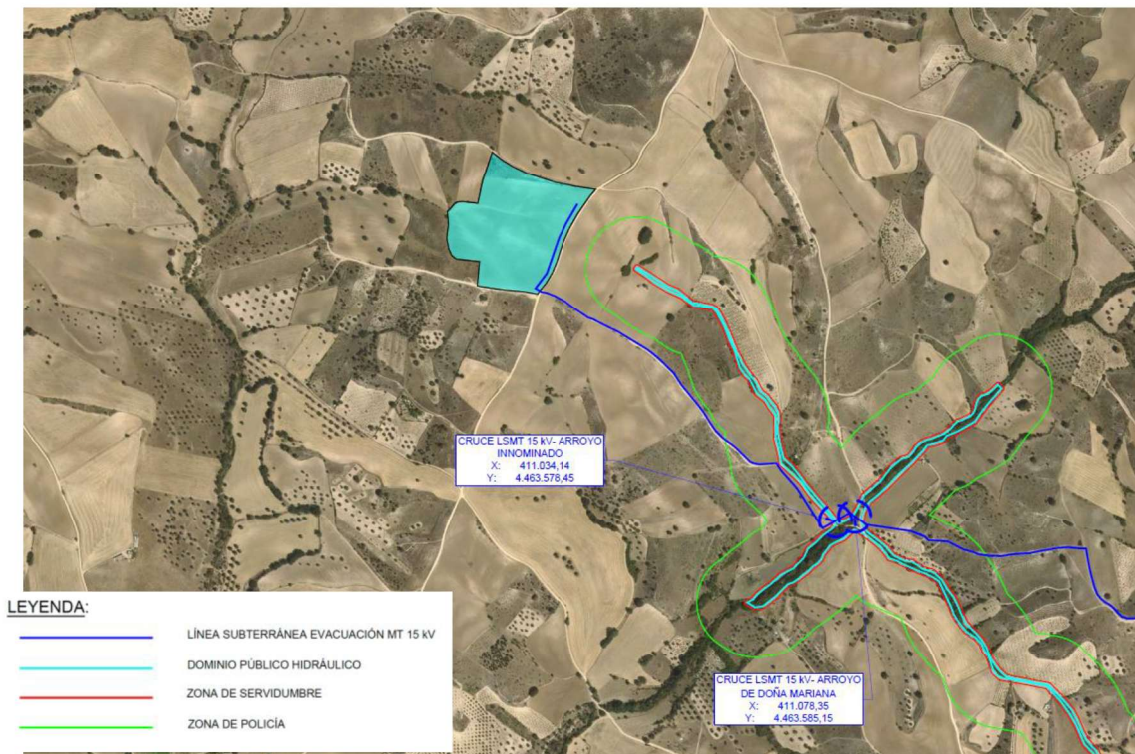 CRUCE LSMT 15 kV- ARROYO
INNOMINADO
X: 411.034,14
Y: 4.463.578,45
CRUCE LSMT 15 kV- ARROYO
DE DOÑA MARIANA
X: 411.078,35
Y: 4.463.585,15
LEYENDA:
LÍNEA SUBTERRÁNEA EVACUACIÓN MT 15 kV
DOMINIO PÚBLICO HIDRÁULICO
ZONA DE SERVIDUMBRE
ZONA DE POLICÍA